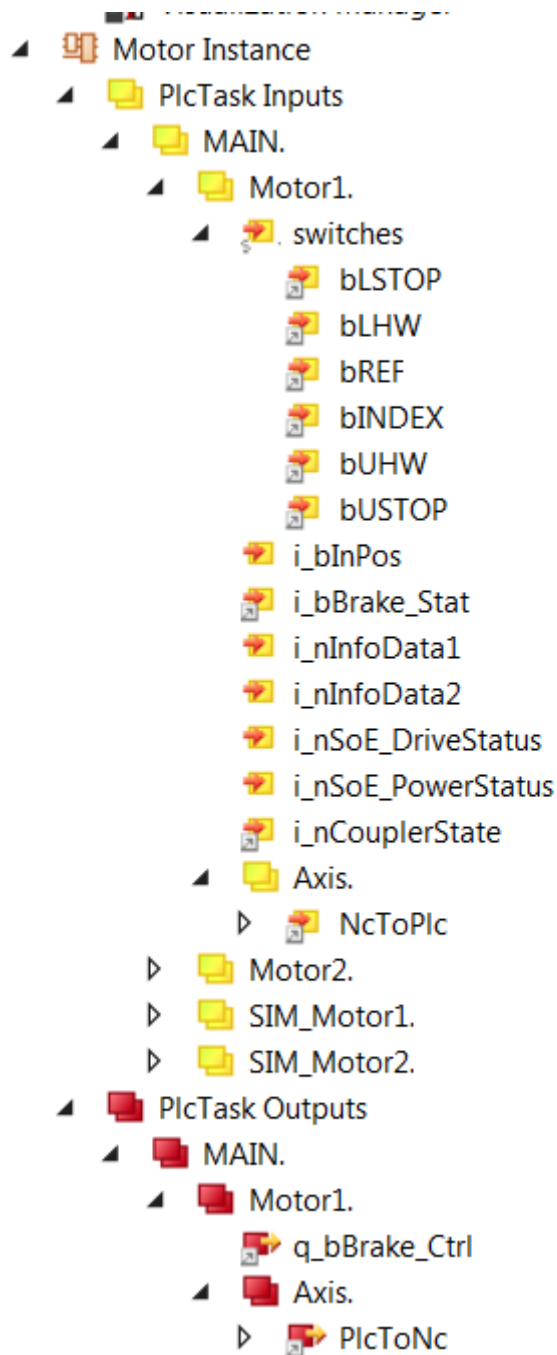 Motor Instance
PlcTask Inputs
MAIN.
Motor1.
switches
bLSTOP
bLHW
bREF
bINDEX
bUHW
bUSTOP
i_bInPos
i_bBrake_Stat
i_nInfoData1
i_nInfoData2
i_nSoE_DriveStatus
i_nSoE_PowerStatus
i_nCouplerState
Axis.
NcToPlc
Motor2.
SIM_Motor1.
SIM_Motor2.
PlcTask Outputs
MAIN.
Motor1.
q_bBrake_Ctrl
Axis.
PlcToNc